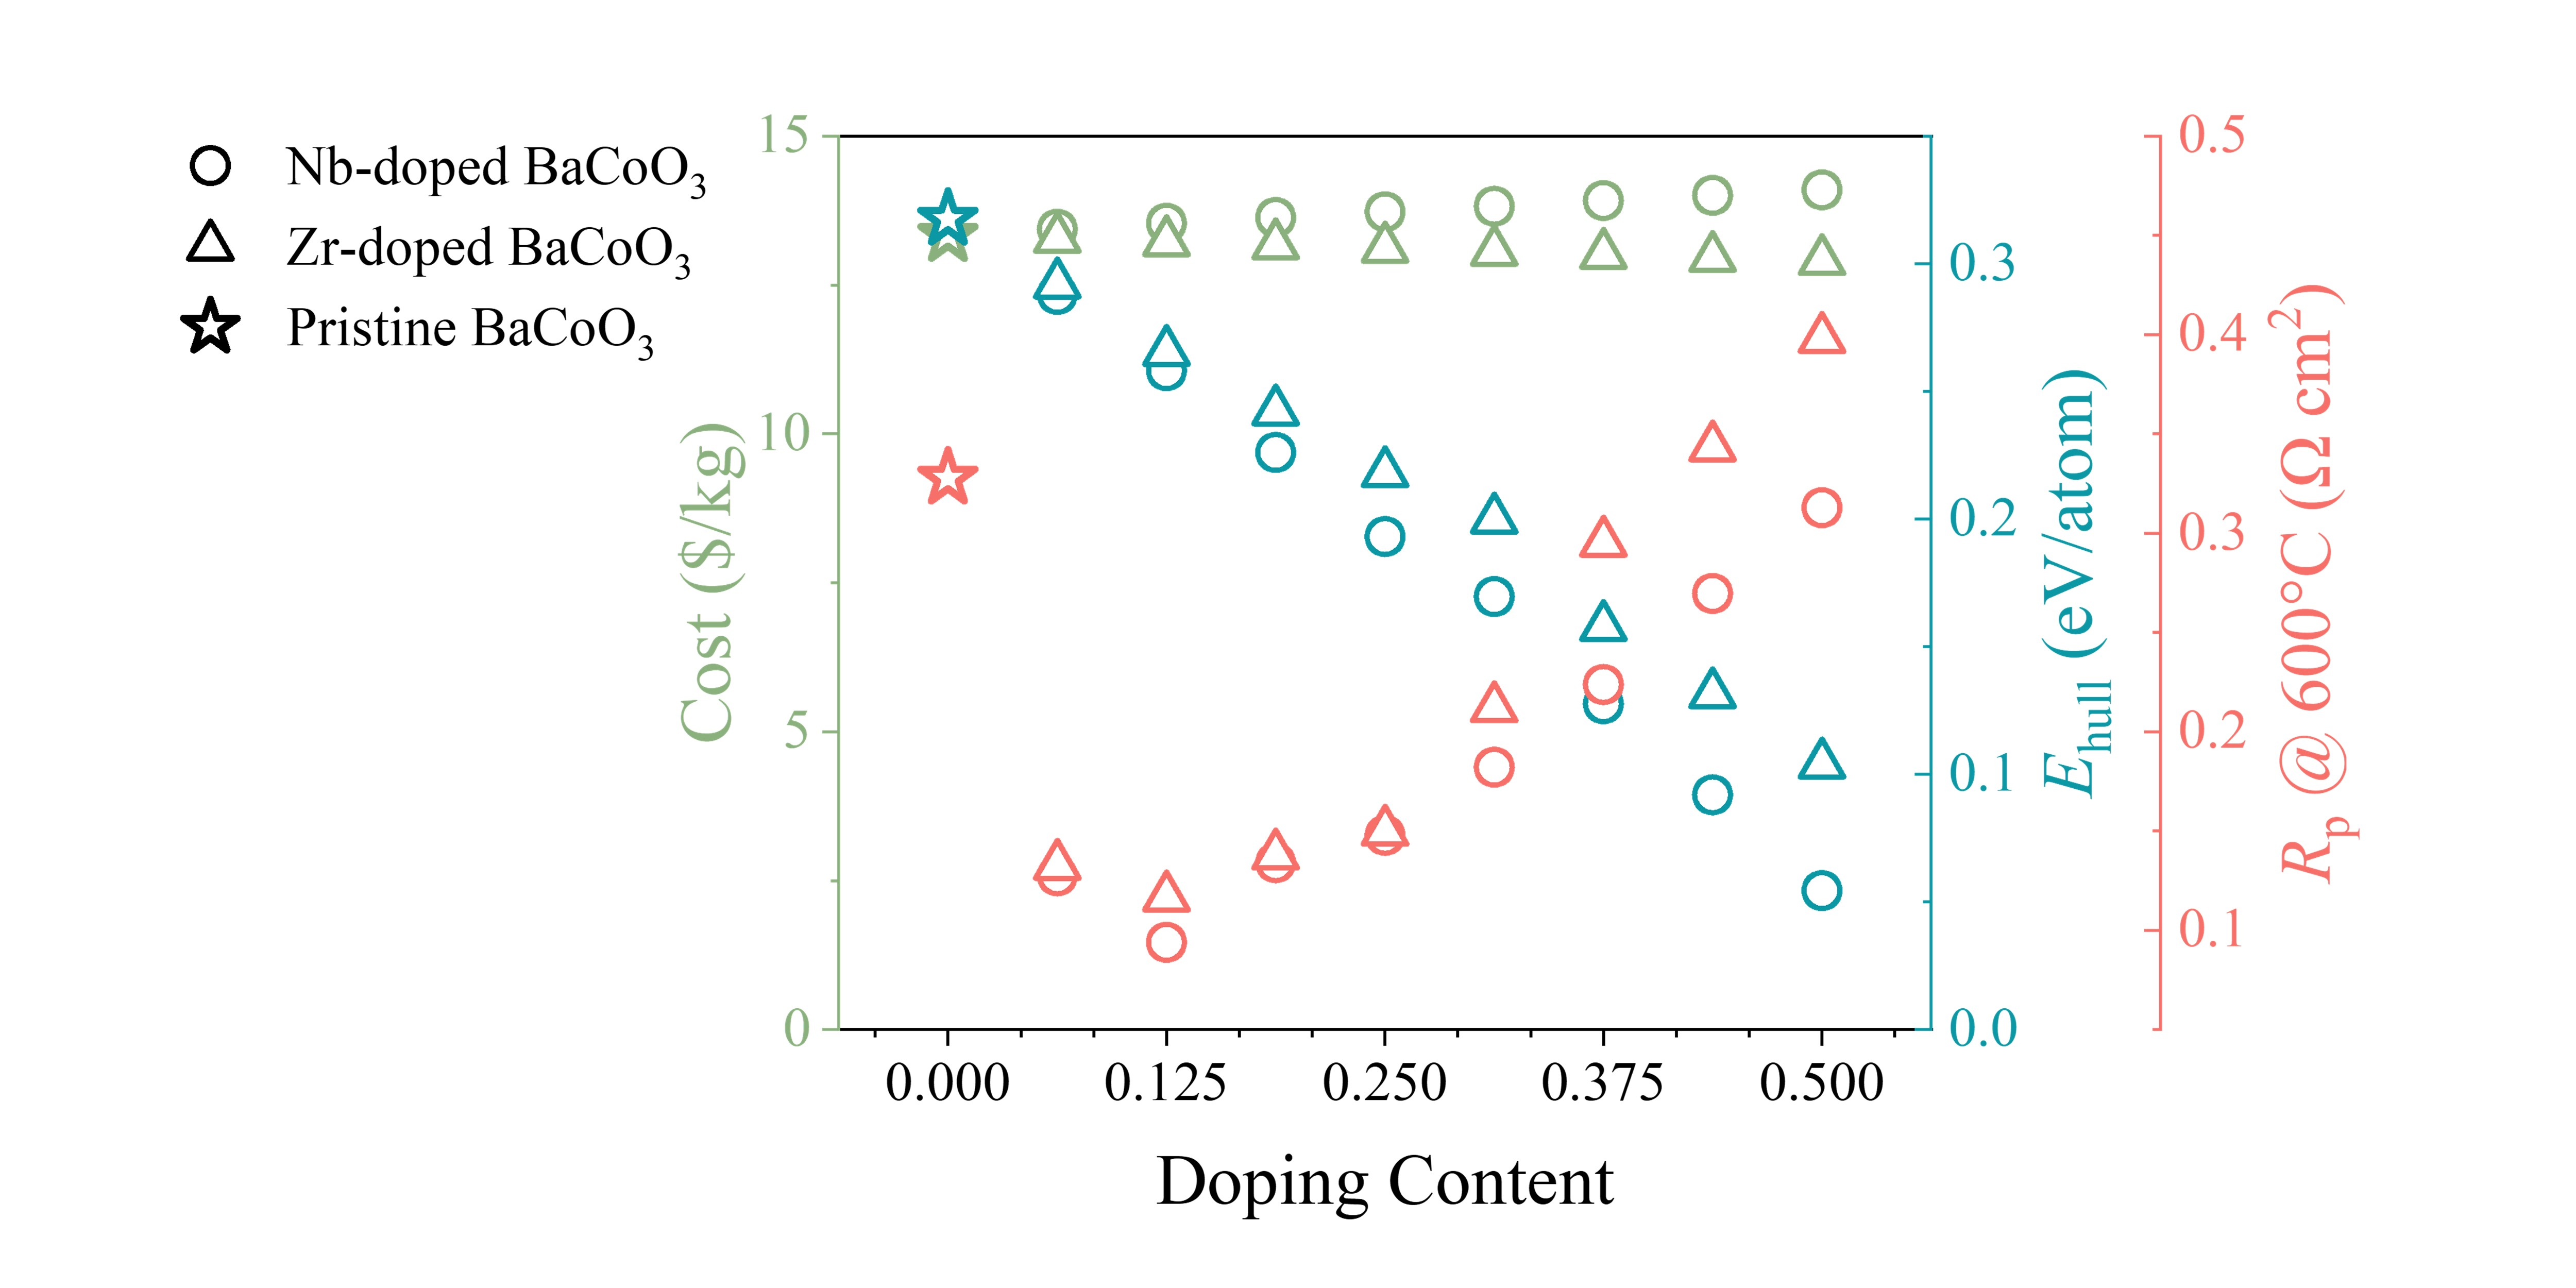 Nb-doped BaCoO₃
Zr-doped BaCoO₃
Pristine BaCoO₃
Cost ($/kg)
15
10
5
0
0.000 0.125 0.250 0.375 0.500
Doping Content
0.3
0.2
0.1
0.0
E_hull (eV/atom)
0.5
0.4
0.3
0.2
0.1
R_p @ 600°C (Ω cm²)